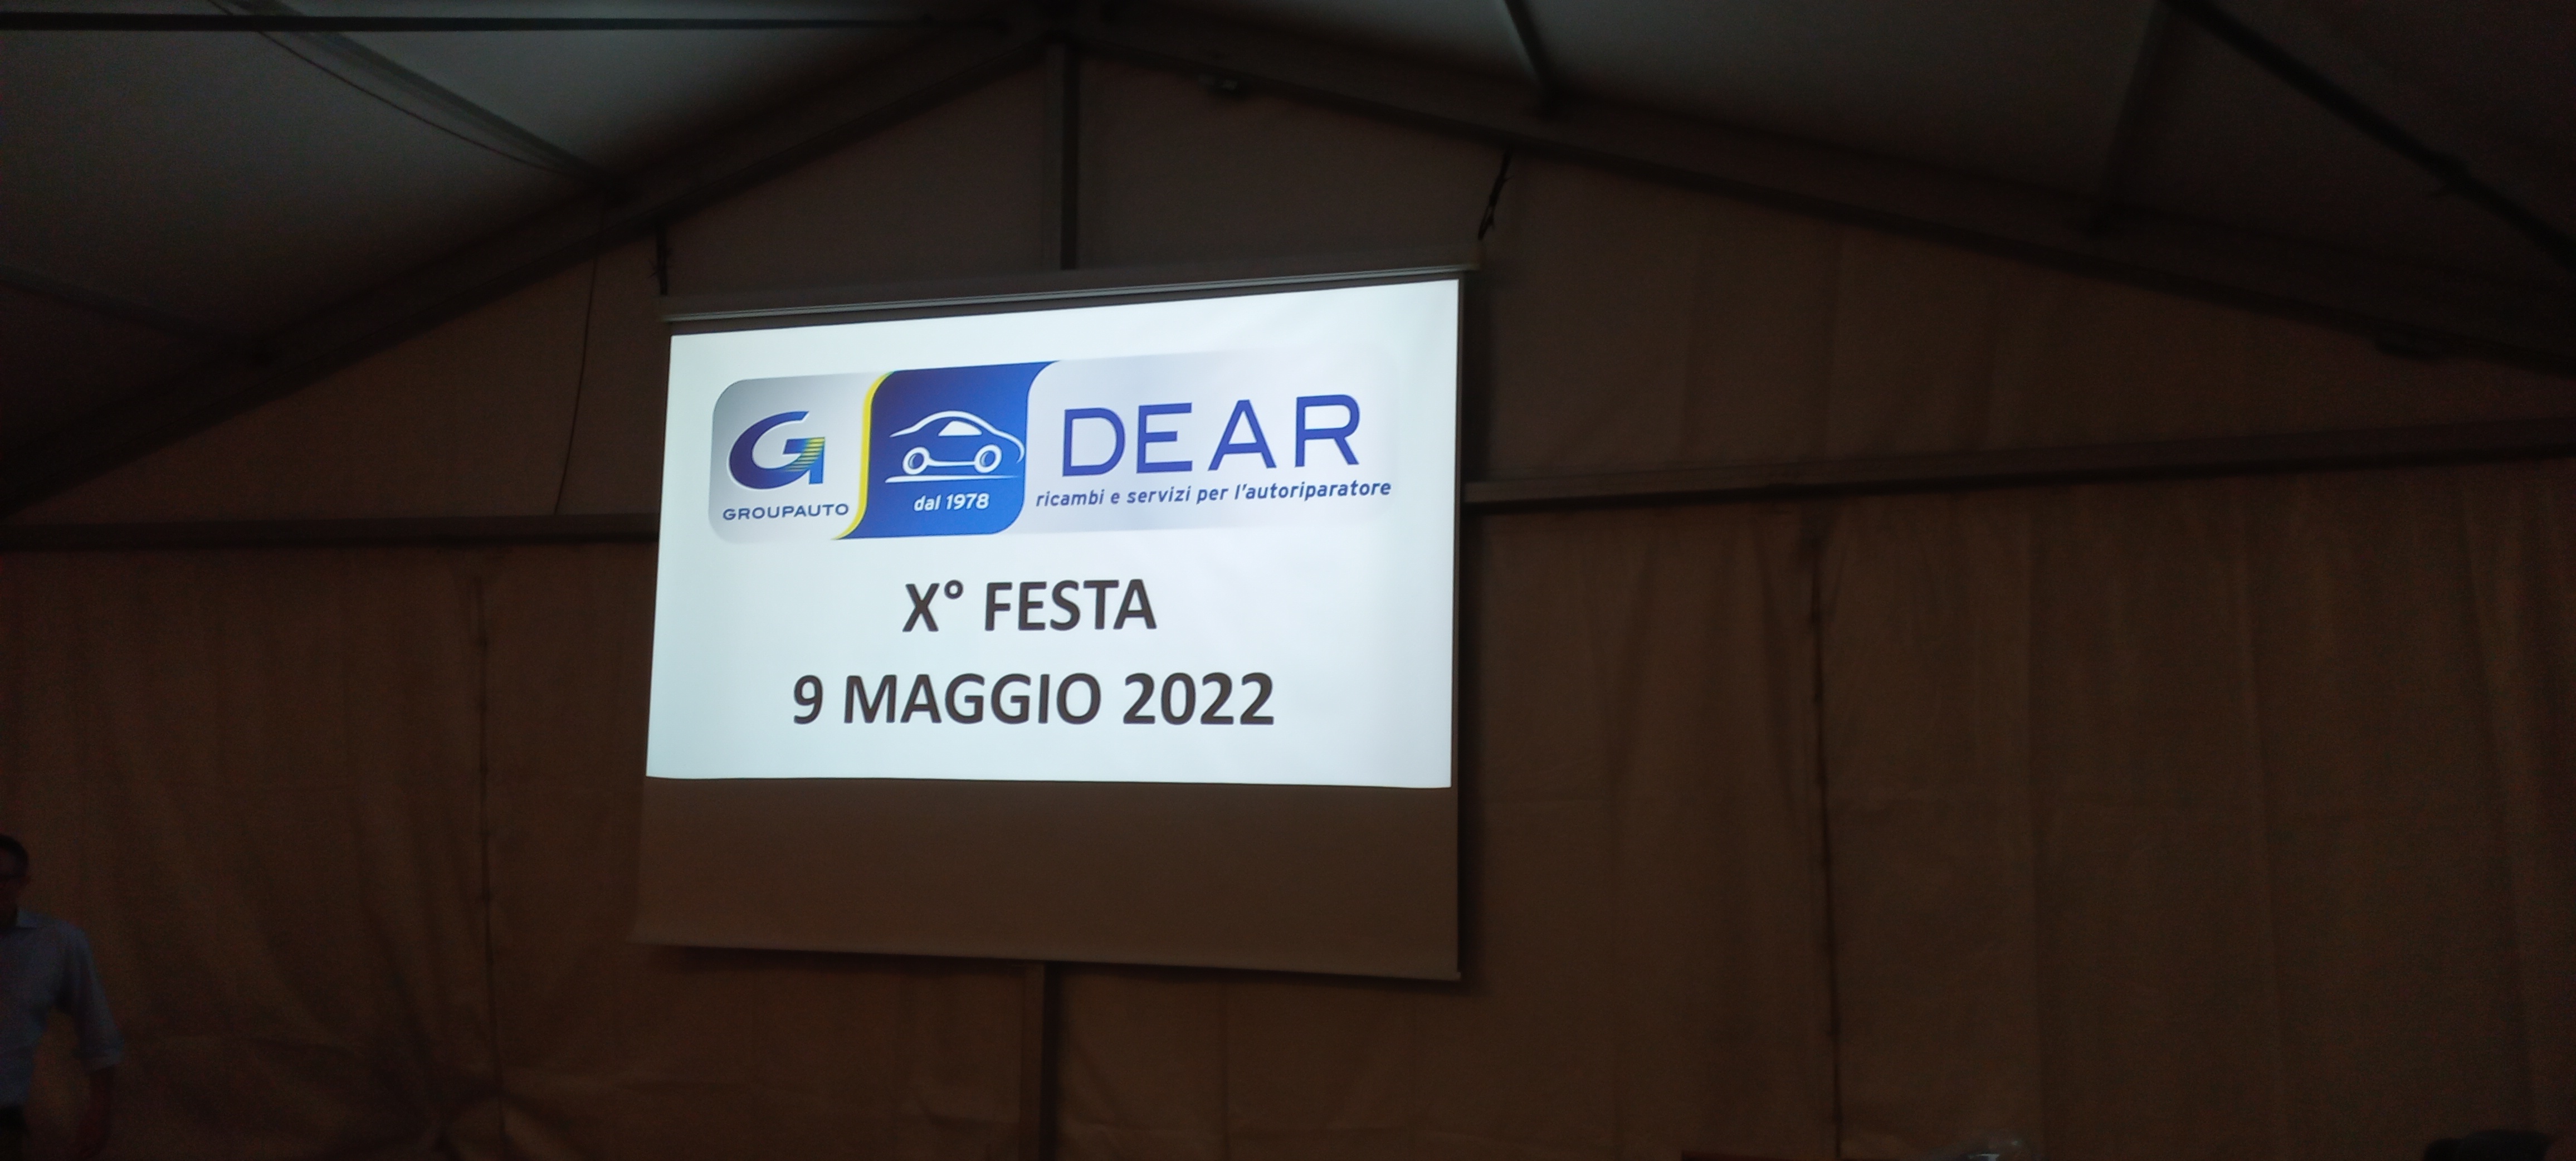 GROUPAUTO
dal 1978
DEAR
ricambi e servizi per l'autoriparatore
X° FESTA
9 MAGGIO 2022